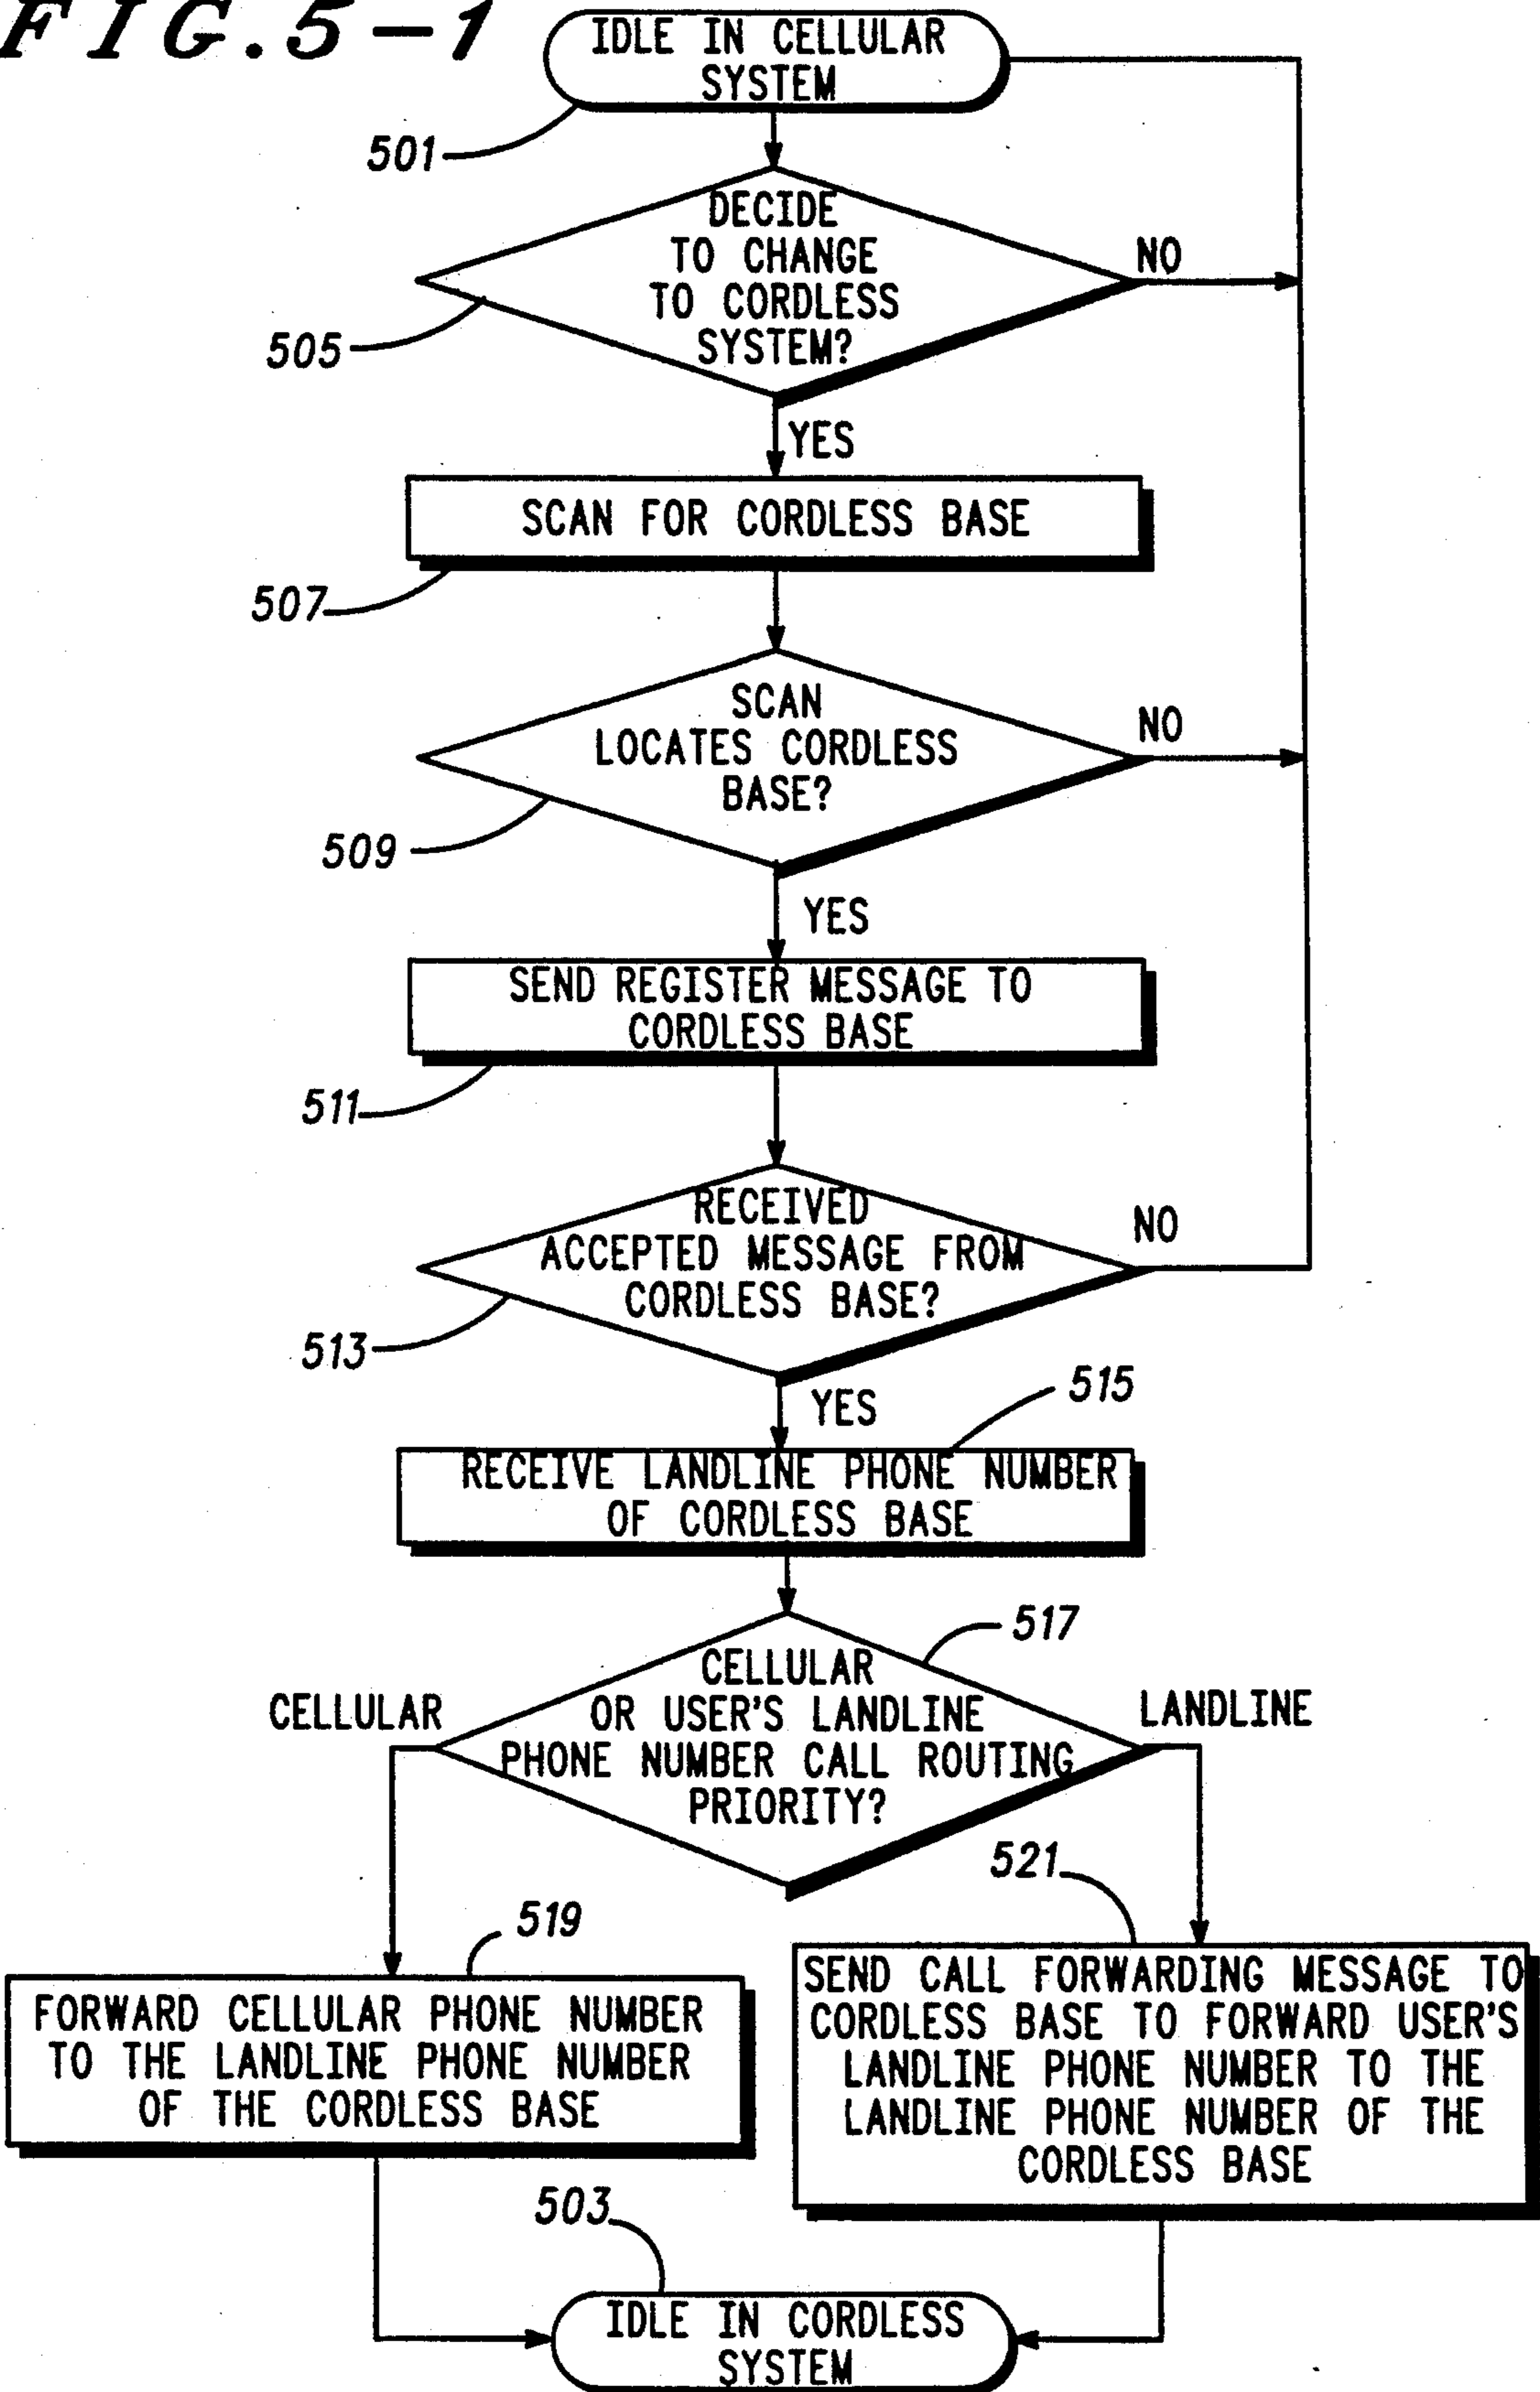 FIG.5-1
IDLE IN CELLULAR
SYSTEM
501
DECIDE
TO CHANGE
TO CORDLESS
SYSTEM?
NO
505
YES
SCAN FOR CORDLESS BASE
507
SCAN
LOCATES CORDLESS
BASE?
NO
509
YES
SEND REGISTER MESSAGE TO
CORDLESS BASE
511
RECEIVED
ACCEPTED MESSAGE FROM
CORDLESS BASE?
NO
513
YES
515
RECEIVE LANDLINE PHONE NUMBER
OF CORDLESS BASE
517
CELLULAR
OR USER'S LANDLINE
PHONE NUMBER CALL ROUTING
PRIORITY?
CELLULAR
LANDLINE
519
FORWARD CELLULAR PHONE NUMBER
TO THE LANDLINE PHONE NUMBER
OF THE CORDLESS BASE
521
SEND CALL FORWARDING MESSAGE TO
CORDLESS BASE TO FORWARD USER'S
LANDLINE PHONE NUMBER TO THE
LANDLINE PHONE NUMBER OF THE
CORDLESS BASE
503
IDLE IN CORDLESS
SYSTEM